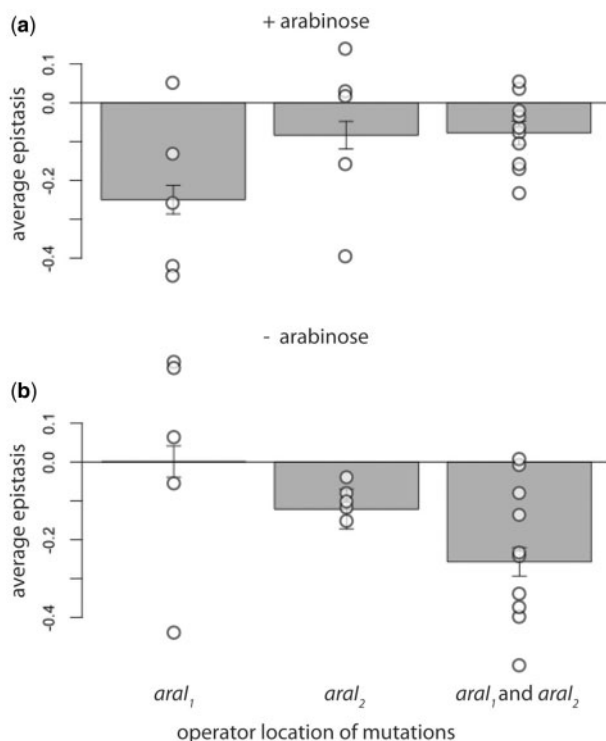 (a)
+ arabinose
average epistasis
0.1
0.0
-0.2
-0.4
- arabinose
(b)
average epistasis
0.1
0.0
-0.2
-0.4
araI₁ araI₂ araI₁ and araI₂
operator location of mutations